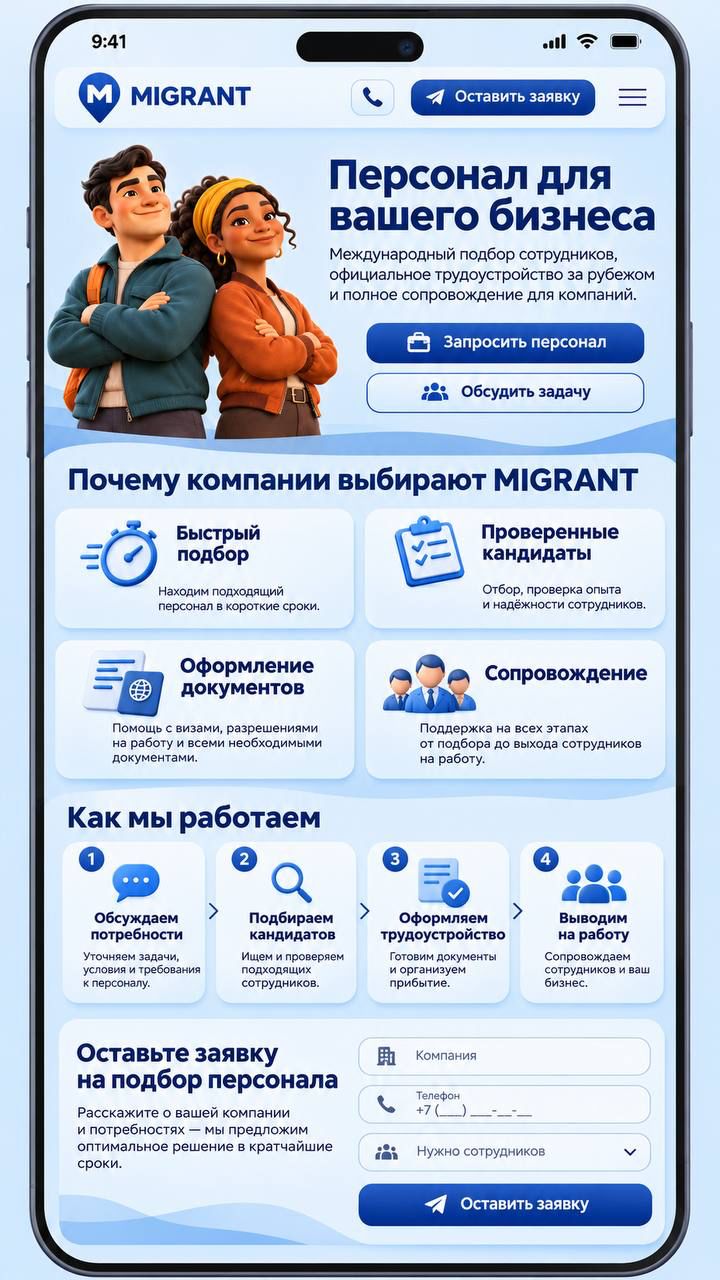 9:41
M MIGRANT
Оставить заявку
Персонал для
вашего бизнеса
Международный подбор сотрудников,
официальное трудоустройство за рубежом
и полное сопровождение для компаний.
Запросить персонал
Обсудить задачу
Почему компании выбирают MIGRANT
Быстрый
подбор
Находим подходящий
персонал в короткие сроки.
Проверенные
кандидаты
Отбор, проверка опыта
и надёжности сотрудников.
Оформление
документов
Помощь с визами, разрешениями
на работу и всеми необходимыми
документами.
Сопровождение
Поддержка на всех этапах
от подбора до выхода сотрудников
на работу.
Как мы работаем
1
Обсуждаем
потребности
Уточняем задачи,
условия и требования
к персоналу.
2
Подбираем
кандидатов
Ищем и проверяем
подходящих
сотрудников.
3
Оформляем
трудоустройство
Готовим документы
и организуем
прибытие.
4
Выводим
на работу
Сопровождаем
сотрудников и ваш
бизнес.
Оставьте заявку
на подбор персонала
Расскажите о вашей компании
и потребностях — мы предложим
оптимальное решение в кратчайшие
сроки.
Компания
Телефон
+7 (___) ___-__-__
Нужно сотрудников
Оставить заявку